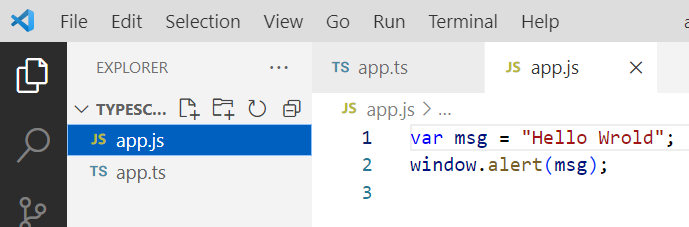 File Edit Selection View Go Run Terminal Help
EXPLORER ...
TS app.ts
JS app.js
TYPESC...
JS app.js
TS app.ts
JS app.js > ...
1 var msg = "Hello Wrold";
2 window.alert(msg);
3